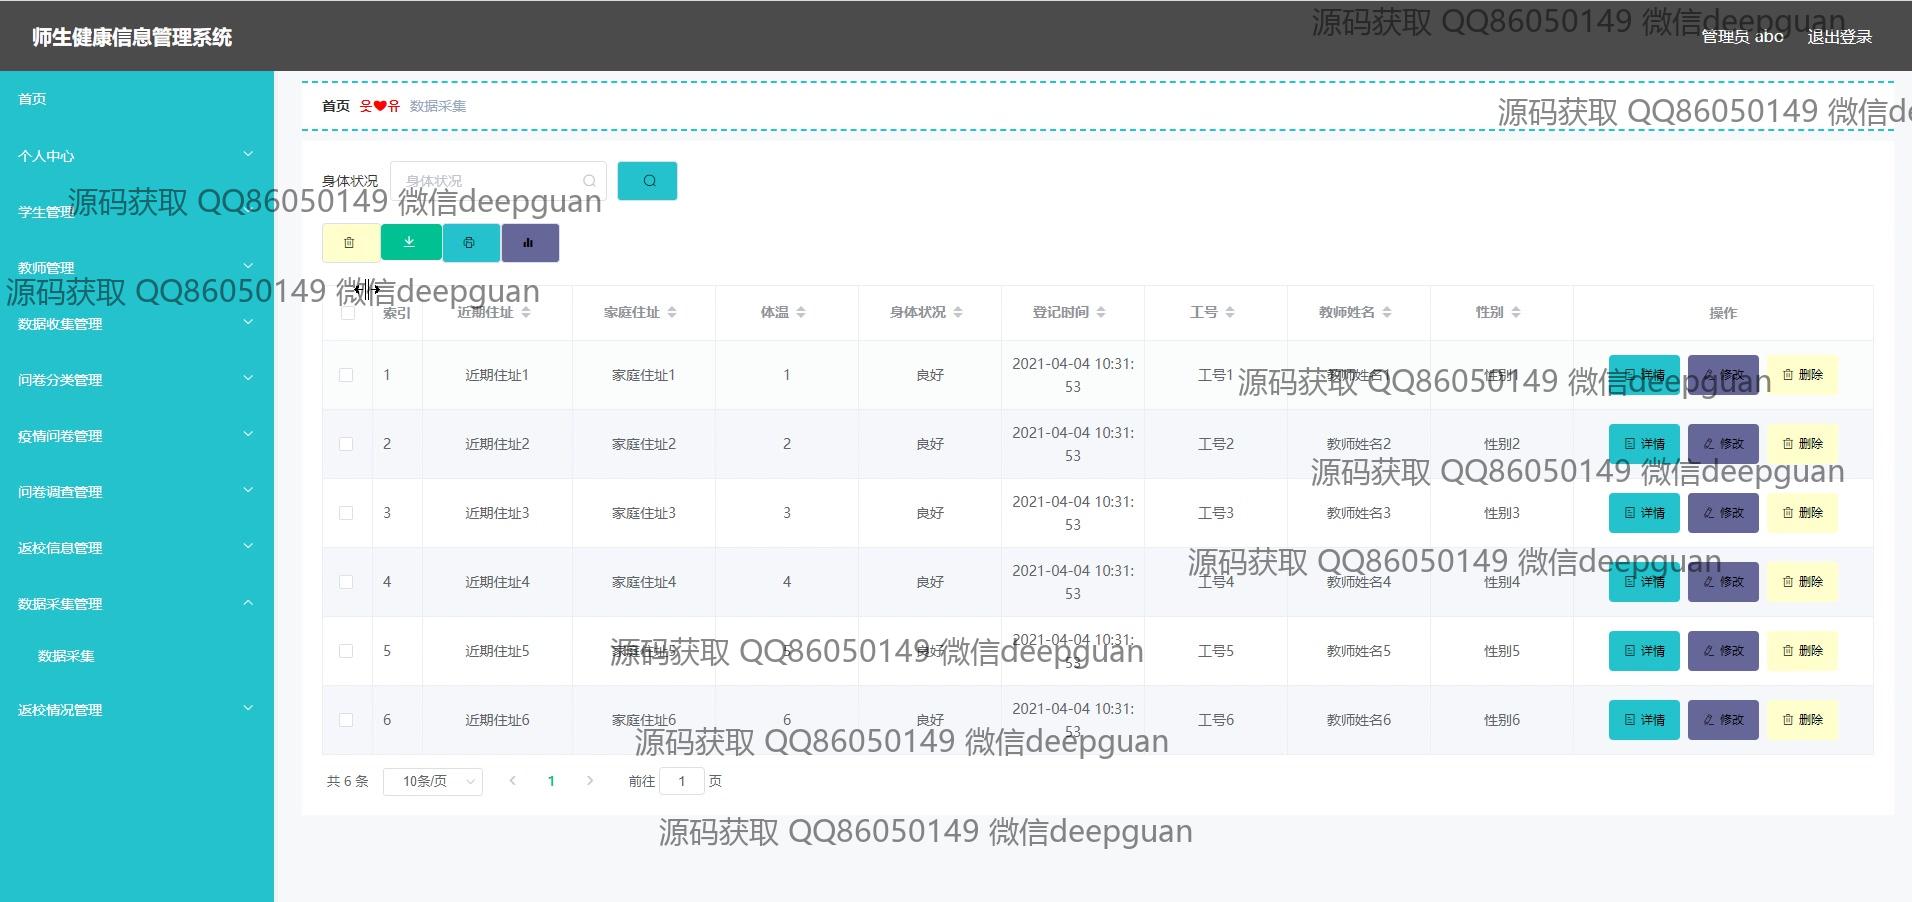 师生健康信息管理系统
源码获取 QQ86050149 微信deepguan
管理员 abo 退出登录
首页
首页 웃❤유 数据采集
源码获取 QQ86050149 微信de
个人中心
身体状况 身体状况
学生管理
源码获取 QQ86050149 微信deepguan
教师管理
源码获取 QQ86050149 微信deepguan
索引 近期住址 家庭住址 体温 身体状况 登记时间 工号 教师姓名 性别 操作
数据收集管理
1 近期住址1 家庭住址1 1 良好 2021-04-04 10:31:53 工号1 教师姓名1 性别1 详情 修改 删除
源码获取 QQ86050149 微信deepguan
问卷分类管理
疫情问卷管理
2 近期住址2 家庭住址2 2 良好 2021-04-04 10:31:53 工号2 教师姓名2 性别2 详情 修改 删除
源码获取 QQ86050149 微信deepguan
问卷调查管理
3 近期住址3 家庭住址3 3 良好 2021-04-04 10:31:53 工号3 教师姓名3 性别3 详情 修改 删除
返校信息管理
源码获取 QQ86050149 微信deepguan
4 近期住址4 家庭住址4 4 良好 2021-04-04 10:31:53 工号4 教师姓名4 性别4 详情 修改 删除
数据采集管理
数据采集
5 近期住址5 家庭住址5 5 良好 2021-04-04 10:31:53 工号5 教师姓名5 性别5 详情 修改 删除
源码获取 QQ86050149 微信deepguan
返校情况管理
6 近期住址6 家庭住址6 6 良好 2021-04-04 10:31:53 工号6 教师姓名6 性别6 详情 修改 删除
源码获取 QQ86050149 微信deepguan
共 6 条 10条/页 1 前往 1 页
源码获取 QQ86050149 微信deepguan